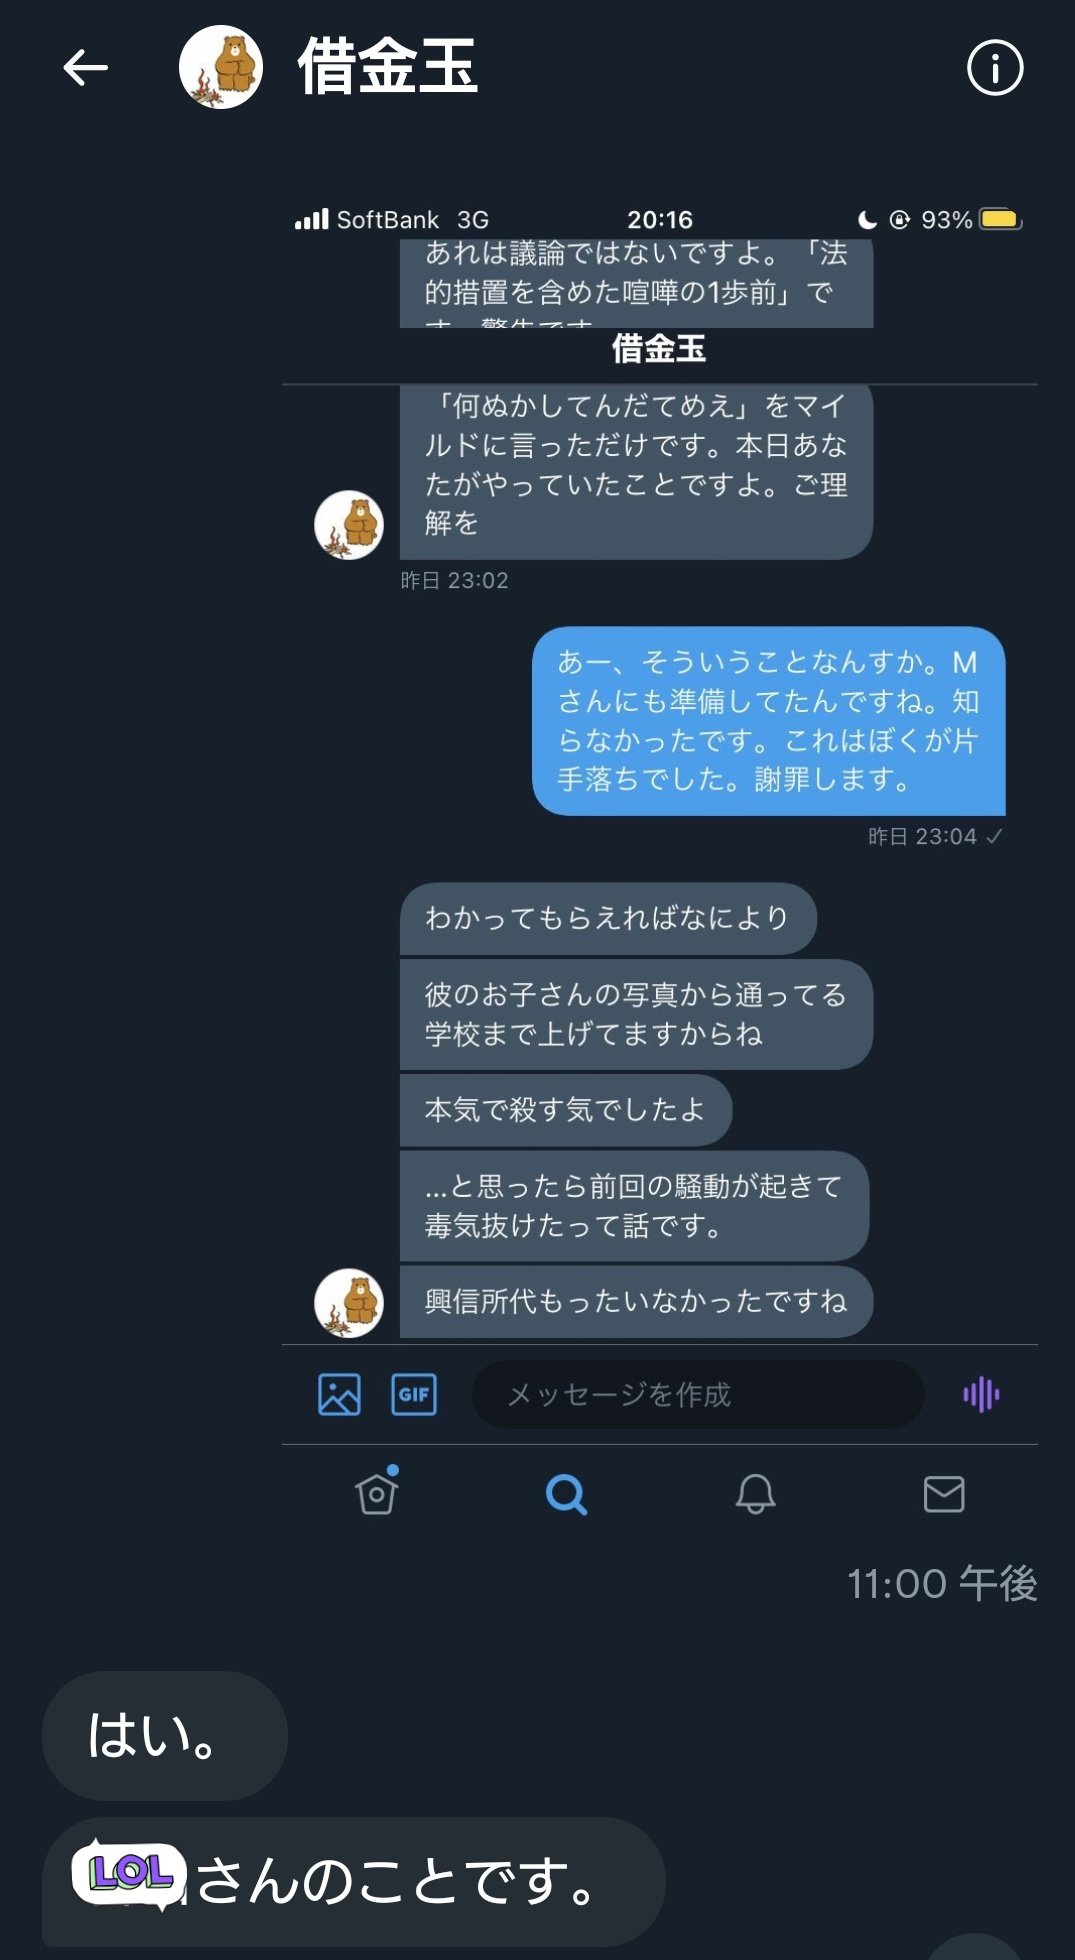 借金玉
SoftBank 3G 20:16 93%
あれは議論ではないですよ。「法
的措置を含めた喧嘩の1歩前」で
す。警告です
借金玉
「何ぬかしてんだてめえ」をマイ
ルドに言っただけです。本日あな
たがやっていたことですよ。ご理
解を
昨日 23:02
あー、そういうことなんすか。M
さんにも準備してたんですね。知
らなかったです。これはぼくが片
手落ちでした。謝罪します。
昨日 23:04
わかってもらえればなにより
彼のお子さんの写真から通ってる
学校まで上げてますからね
本気で殺す気でしたよ
...と思ったら前回の騒動が起きて
毒気抜けたって話です。
興信所代もったいなかったですね
GIF メッセージを作成
11:00 午後
はい。
LOLさんのことです。